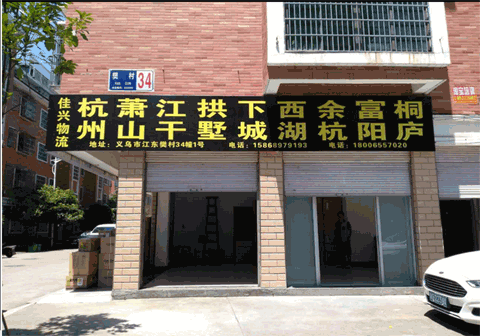 樊村 34
佳兴物流
杭 萧 江 拱 下 西 余 富 桐
州 山 干 墅 城 湖 杭 阳 庐
地址：义乌市江东樊村34幢1号 电话：15868979193 电话：18006557020